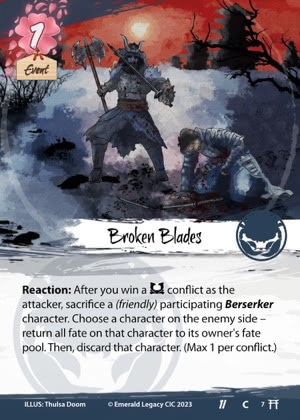 1
Event
Broken Blades
Reaction: After you win a conflict as the
attacker, sacrifice a (friendly) participating Berserker
character. Choose a character on the enemy side –
return all fate on that character to its owner's fate
pool. Then, discard that character. (Max 1 per conflict.)
ILLUS: Thulsa Doom © Emerald Legacy CIC 2023 C 7